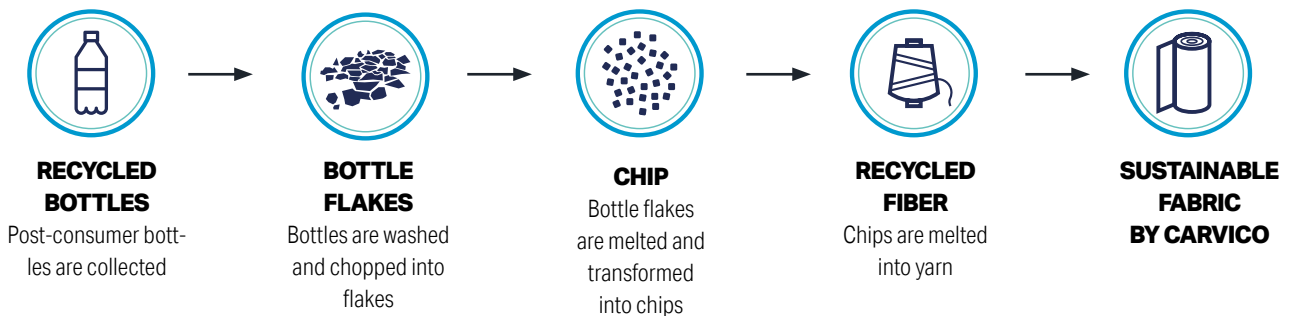 RECYCLED
BOTTLES
Post-consumer bott-
les are collected
BOTTLE
FLAKES
Bottles are washed
and chopped into
flakes
CHIP
Bottle flakes
are melted and
transformed
into chips
RECYCLED
FIBER
Chips are melted
into yarn
SUSTAINABLE
FABRIC
BY CARVICO